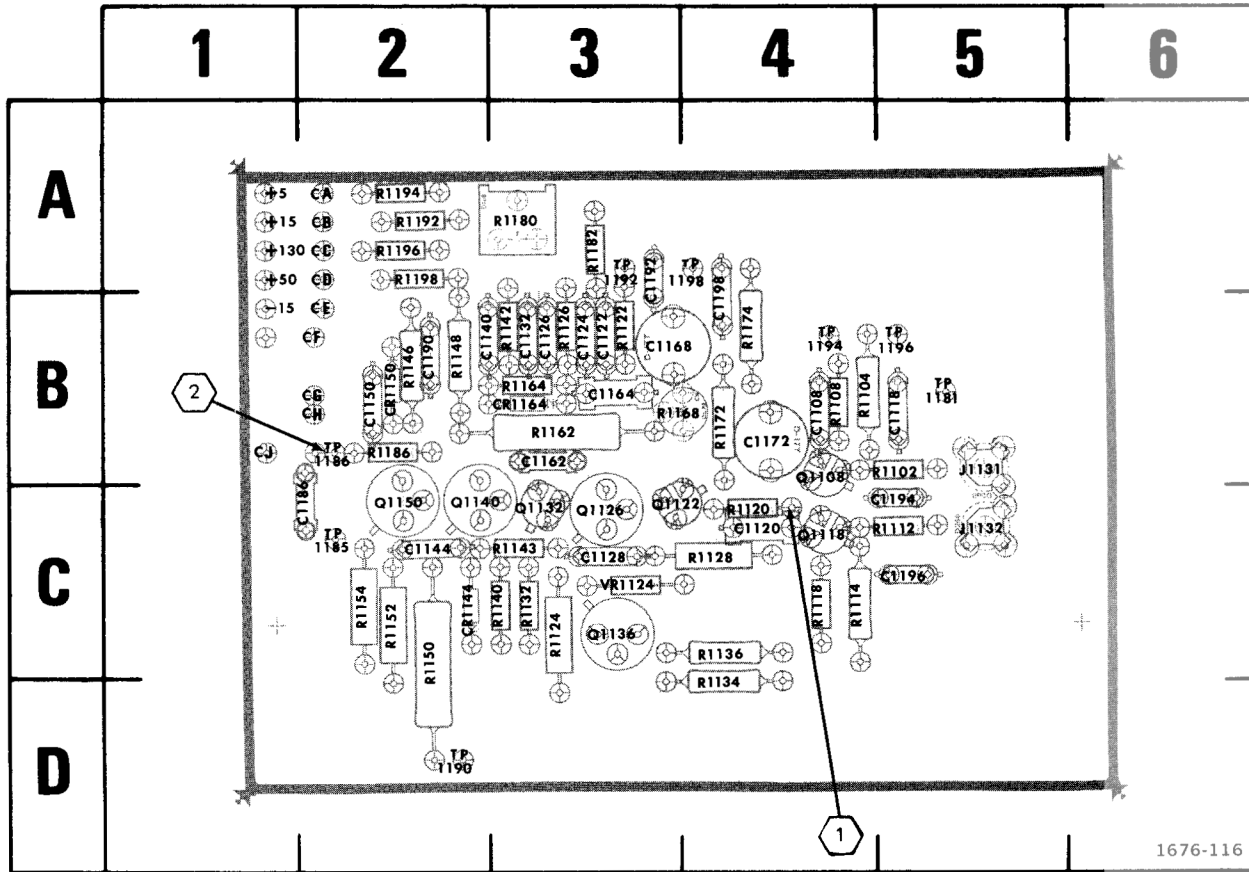 1 2 3 4 5 6
A
+5 CA R1194 R1180
+15 CB R1192
+130 CC R1196 R1182 TP 1192 C1192 TP 1198 C1198
+50 CD R1198
B
-15 CE
CF
R1146 C1190 R1148 C1140 R1142 C1132 C1126 R1126 C1124 C1122 R1122 C1168 R1174 TP 1194 TP 1196
C1150 CR1150 R1164 C1164 R1168 R1172 C1108 R1108 R1104 C1118 TP 1181
CG CR1164
CH
2
R1162 C1172
CJ TP 1186 R1186 C1162 Q1108 R1102 J1131
C
C1186 Q1150 Q1140 Q1132 Q1126 Q1122 R1120 C1194
C1120 Q1118 R1112 J1132
TP 1185 C1144 R1143 C1128 R1128
C1196
R1154 R1152 R1150 CR1144 R1140 R1132 R1124 VR1124 R1118 R1114
Q1136
R1136
R1134
D
TP 1190
1
1676-116